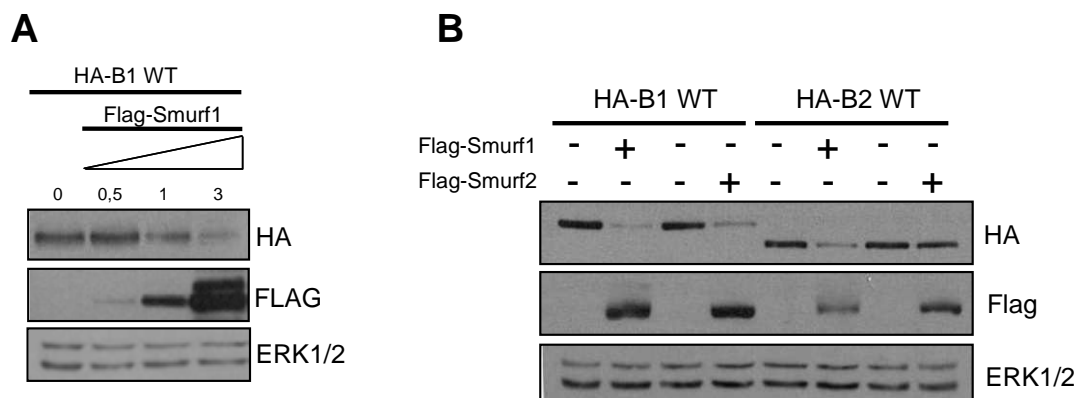 A
HA-B1 WT
Flag-Smurf1
0 0,5 1 3
HA
FLAG
ERK1/2
B
HA-B1 WT HA-B2 WT
Flag-Smurf1 - + - - - + - -
Flag-Smurf2 - - - + - - - +
HA
Flag
ERK1/2